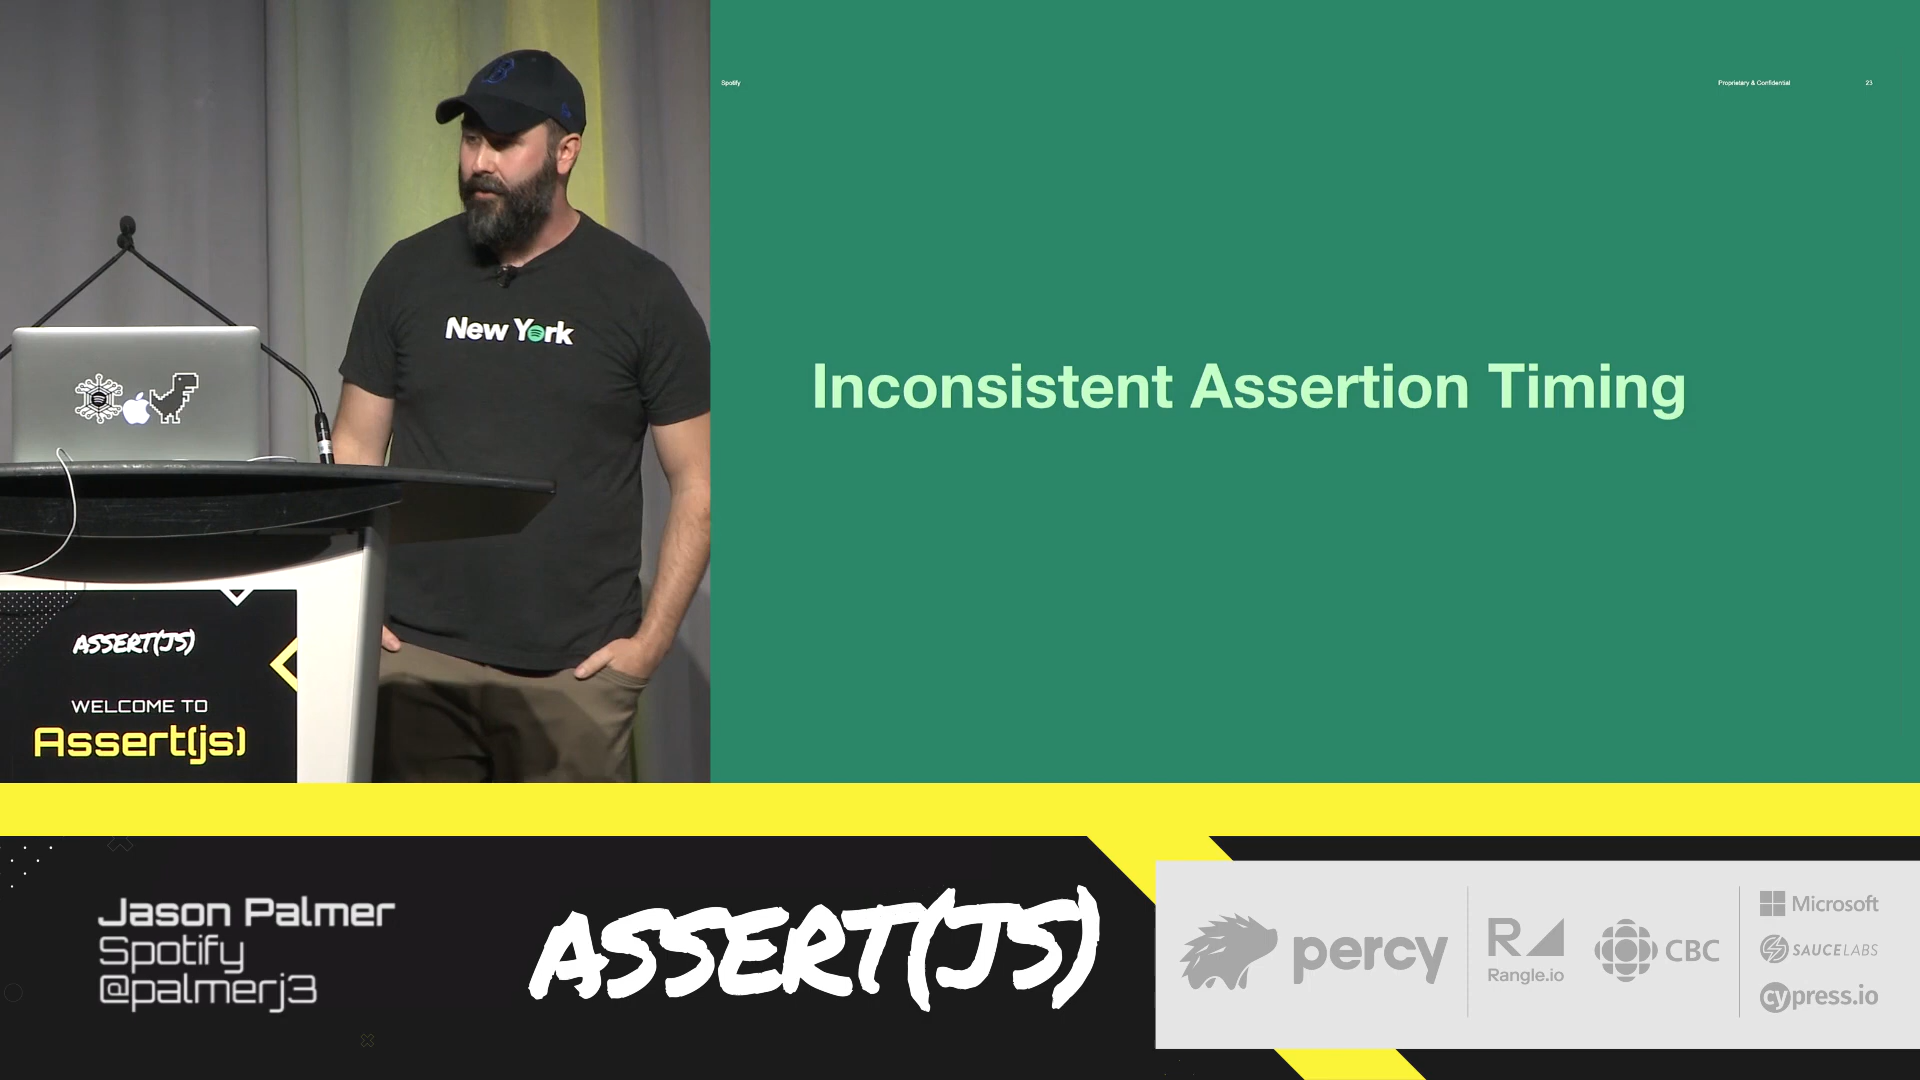 Spotify
Proprietary & Confidential
23
Inconsistent Assertion Timing
New York
ASSERT(JS)
WELCOME TO
Assert(js)
Jason Palmer
Spotify
@palmerj3
ASSERT(JS)
percy
R
Rangle.io
CBC
Microsoft
SAUCELABS
cypress.io